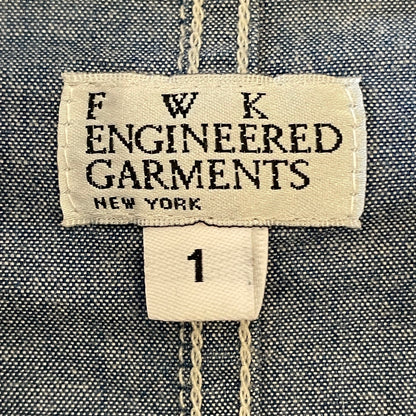 F W K
ENGINEERED
GARMENTS
NEW YORK
1